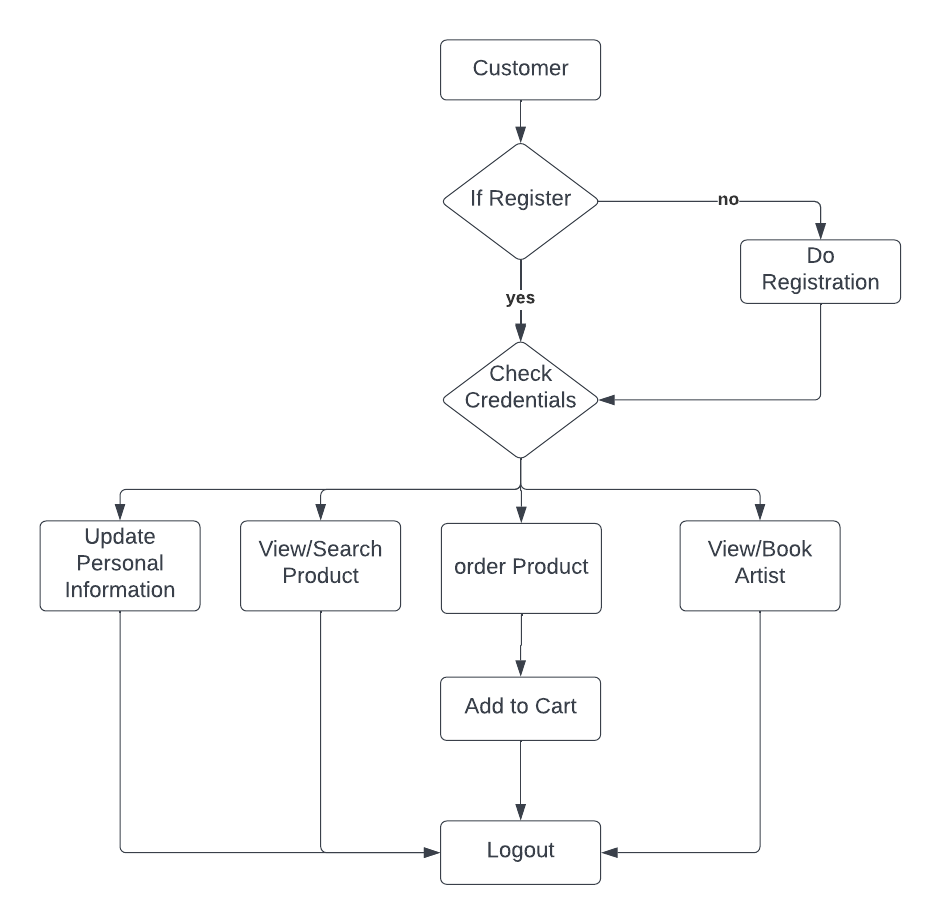 Customer
If Register
no
Do
Registration
yes
Check
Credentials
Update
Personal
Information
View/Search
Product
order Product
View/Book
Artist
Add to Cart
Logout